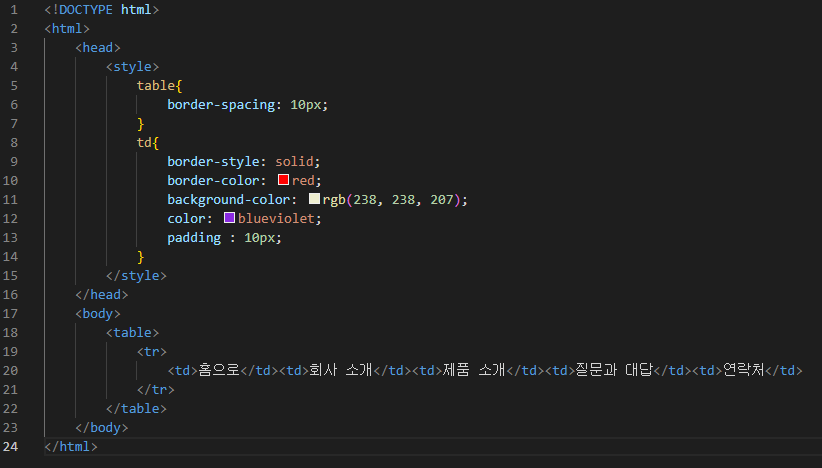 1 <!DOCTYPE html>
2 <html>
3 <head>
4 <style>
5 table{
6 border-spacing: 10px;
7 }
8 td{
9 border-style: solid;
10 border-color: red;
11 background-color: rgb(238, 238, 207);
12 color: blueviolet;
13 padding : 10px;
14 }
15 </style>
16 </head>
17 <body>
18 <table>
19 <tr>
20 <td>홈으로</td><td>회사 소개</td><td>제품 소개</td><td>질문과 대답</td><td>연락처</td>
21 </tr>
22 </table>
23 </body>
24 </html>